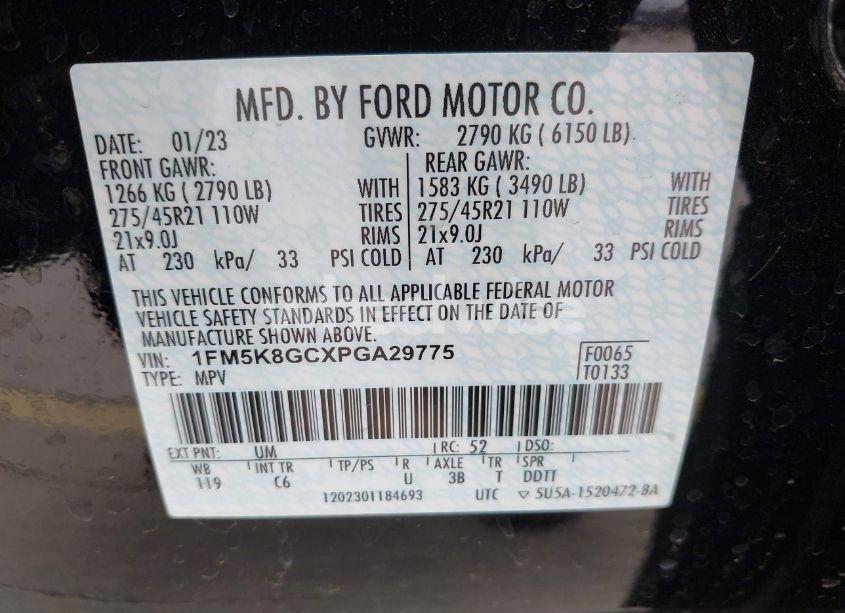 MFD. BY FORD MOTOR CO.
DATE: 01/23 GVWR: 2790 KG ( 6150 LB)
FRONT GAWR: REAR GAWR:
1266 KG ( 2790 LB) WITH 1583 KG ( 3490 LB) WITH
275/45R21 110W TIRES 275/45R21 110W TIRES
21x9.0J RIMS 21x9.0J RIMS
AT 230 kPa/ 33 PSI COLD AT 230 kPa/ 33 PSI COLD
THIS VEHICLE CONFORMS TO ALL APPLICABLE FEDERAL MOTOR
VEHICLE SAFETY STANDARDS IN EFFECT ON THE DATE OF
MANUFACTURE SHOWN ABOVE.
VIN: 1FM5K8GCXPGA29775 F0065
TYPE: MPV T0133
EXT PNT: UM RC: 52 DSO:
WB INT TR TP/PS R AXLE TR SPR
119 C6 U 3B T DDTT
1202301184693 UTC ▽ 5U5A-1520472-BA